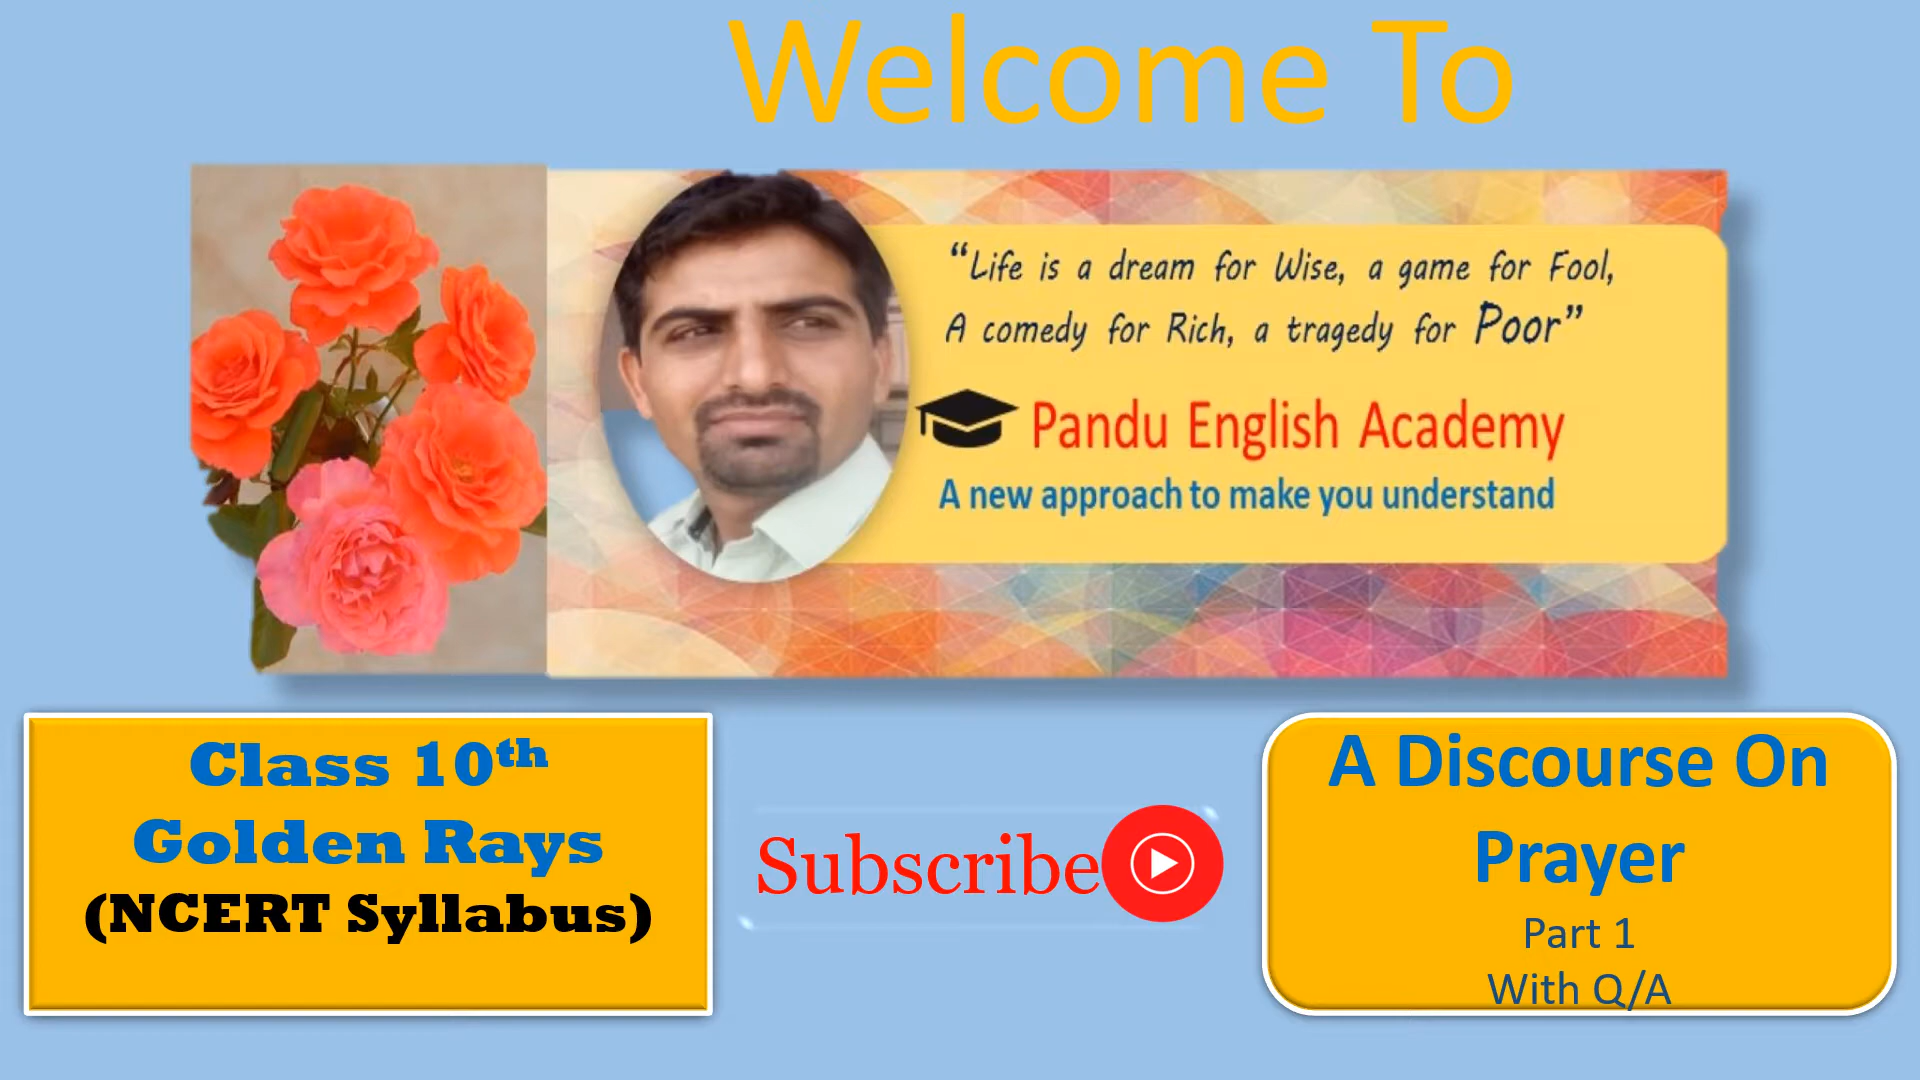 Welcome To
“Life is a dream for Wise, a game for Fool,
A comedy for Rich, a tragedy for Poor”
Pandu English Academy
A new approach to make you understand
Class 10th
Golden Rays
(NCERT Syllabus)
Subscribe
A Discourse On
Prayer
Part 1
With Q/A